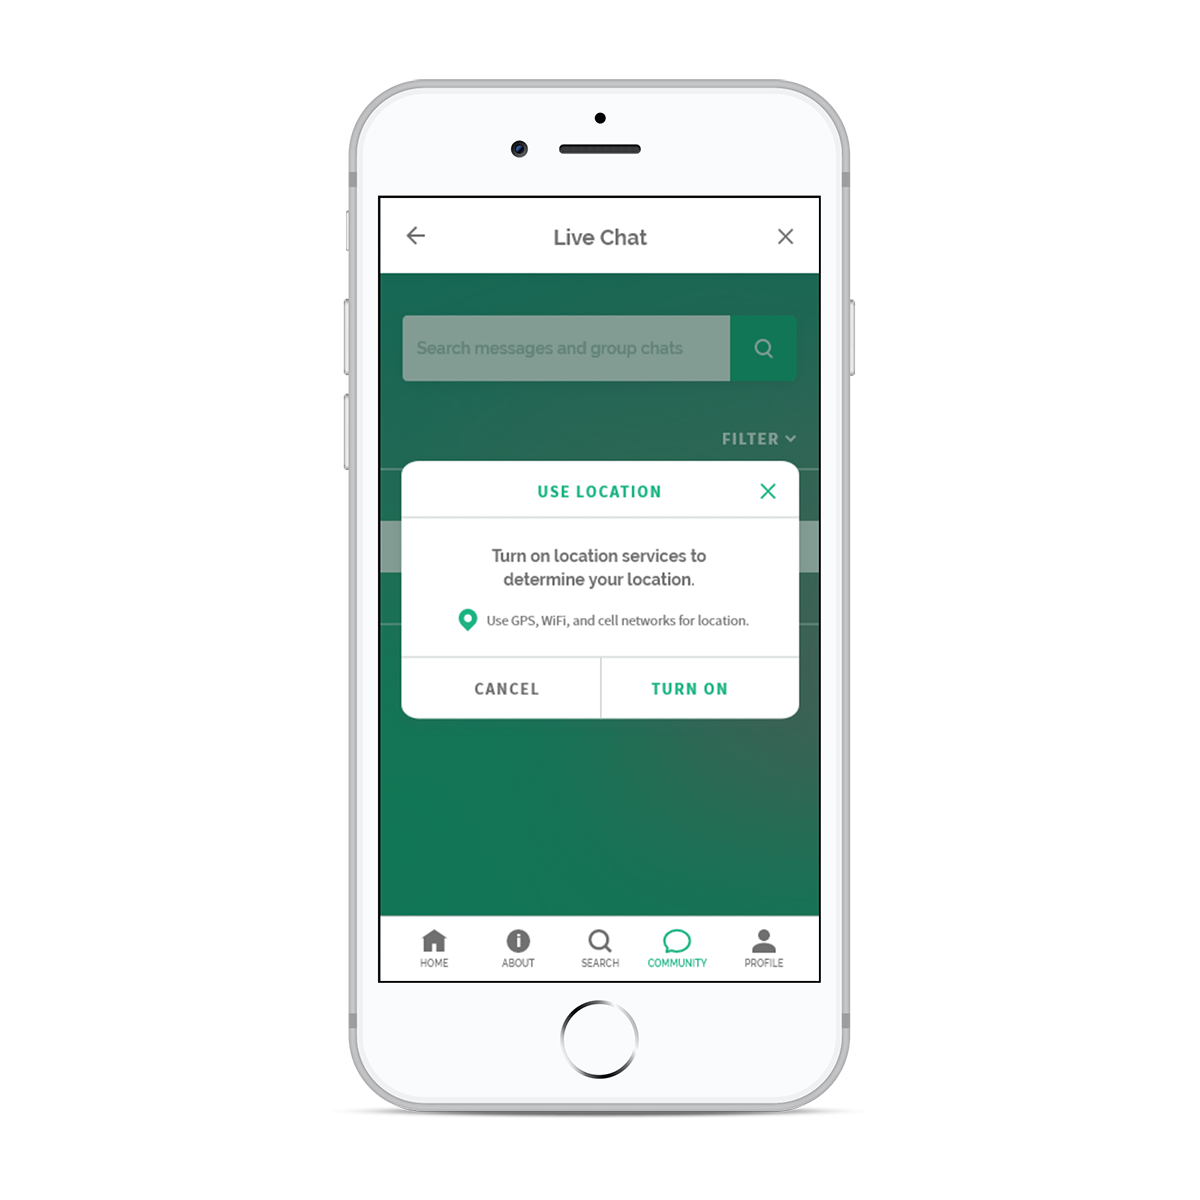 Live Chat
Search messages and group chats
FILTER
USE LOCATION
Turn on location services to
determine your location.
Use GPS, WiFi, and cell networks for location.
CANCEL TURN ON
HOME ABOUT SEARCH COMMUNITY PROFILE